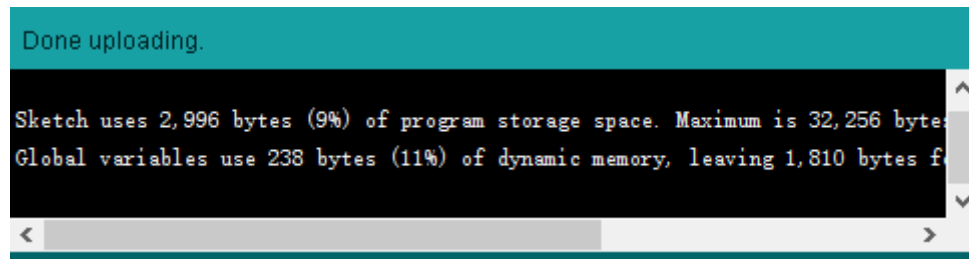 Done uploading.
Sketch uses 2,996 bytes (9%) of program storage space. Maximum is 32,256 byte
Global variables use 238 bytes (11%) of dynamic memory, leaving 1,810 bytes